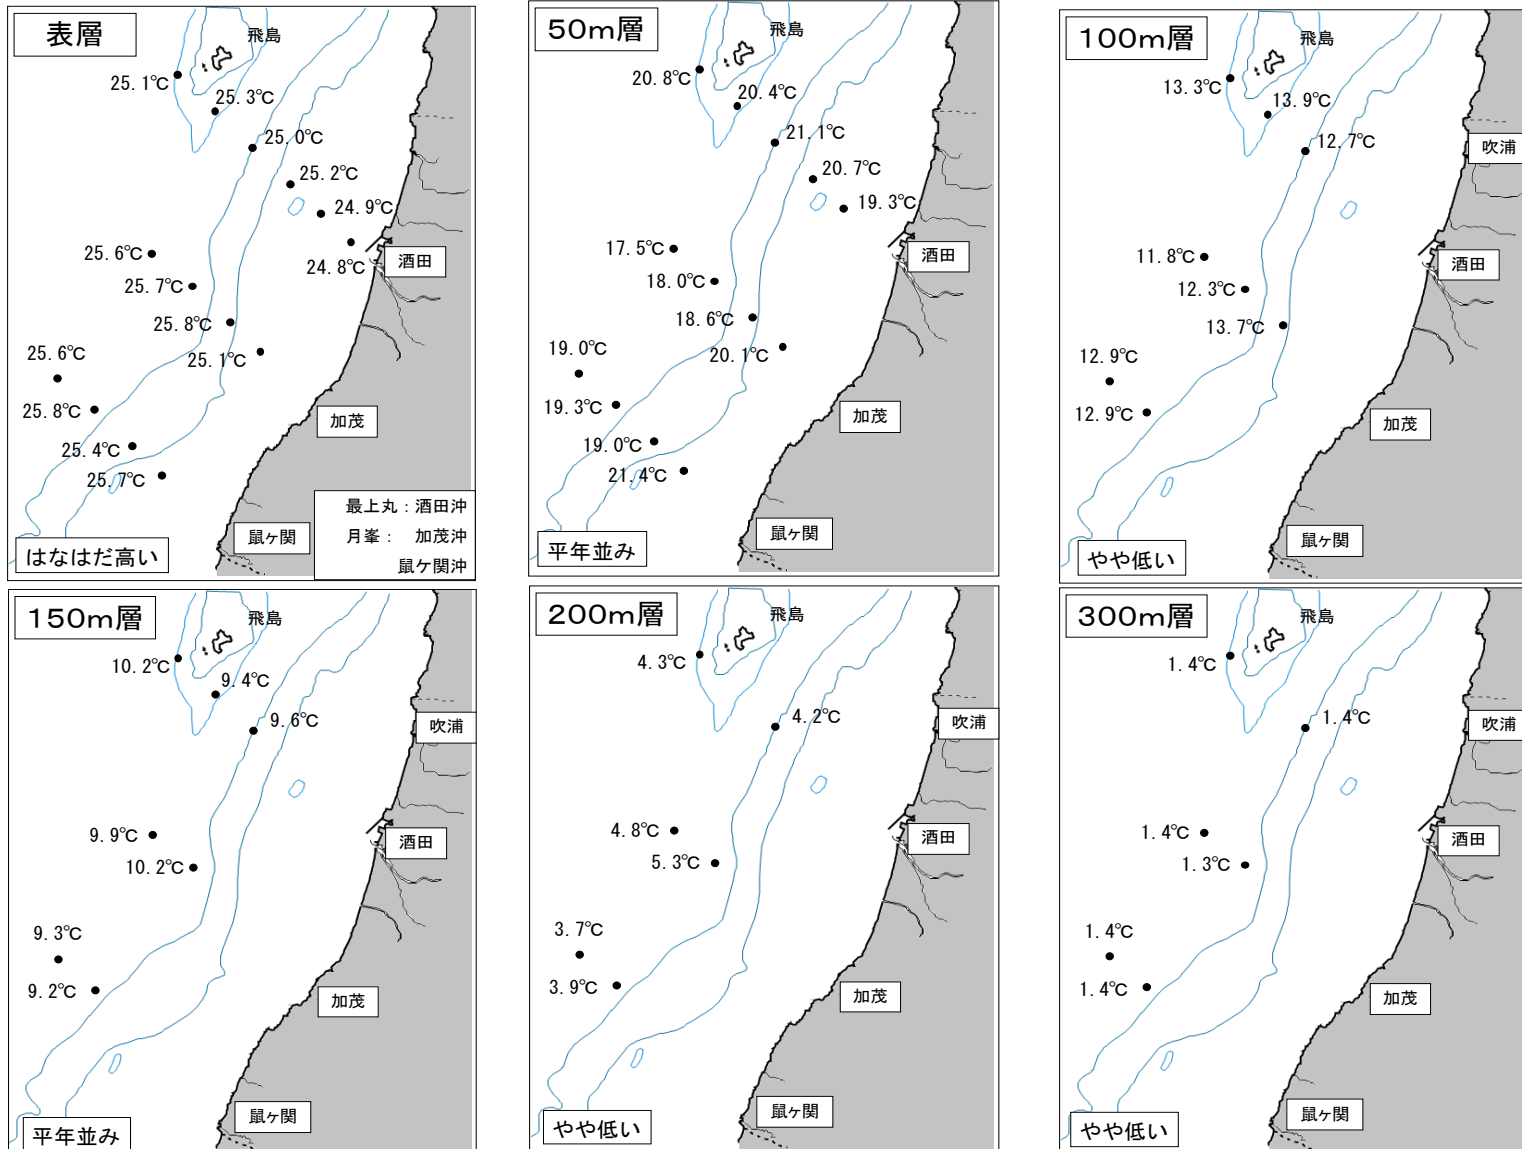 表層
飛島
25.1℃
25.3℃
25.0℃
25.2℃
24.9℃
24.8℃
酒田
25.6℃
25.7℃
25.8℃
25.1℃
25.6℃
25.8℃
25.4℃
25.7℃
加茂
鼠ヶ関
最上丸：酒田沖
月峯： 加茂沖
鼠ケ関沖
はなはだ高い
50m層
飛島
20.8℃
20.4℃
21.1℃
20.7℃
19.3℃
酒田
17.5℃
18.0℃
18.6℃
20.1℃
19.0℃
19.3℃
19.0℃
21.4℃
加茂
鼠ヶ関
平年並み
100m層
飛島
13.3℃
13.9℃
12.7℃
吹浦
11.8℃
12.3℃
13.7℃
酒田
12.9℃
12.9℃
加茂
鼠ヶ関
やや低い
150m層
飛島
10.2℃
9.4℃
9.6℃
吹浦
9.9℃
10.2℃
酒田
9.3℃
9.2℃
加茂
鼠ヶ関
平年並み
200m層
飛島
4.3℃
4.2℃
吹浦
4.8℃
5.3℃
酒田
3.7℃
3.9℃
加茂
鼠ヶ関
やや低い
300m層
飛島
1.4℃
1.4℃
吹浦
1.4℃
1.3℃
酒田
1.4℃
1.4℃
加茂
鼠ヶ関
やや低い